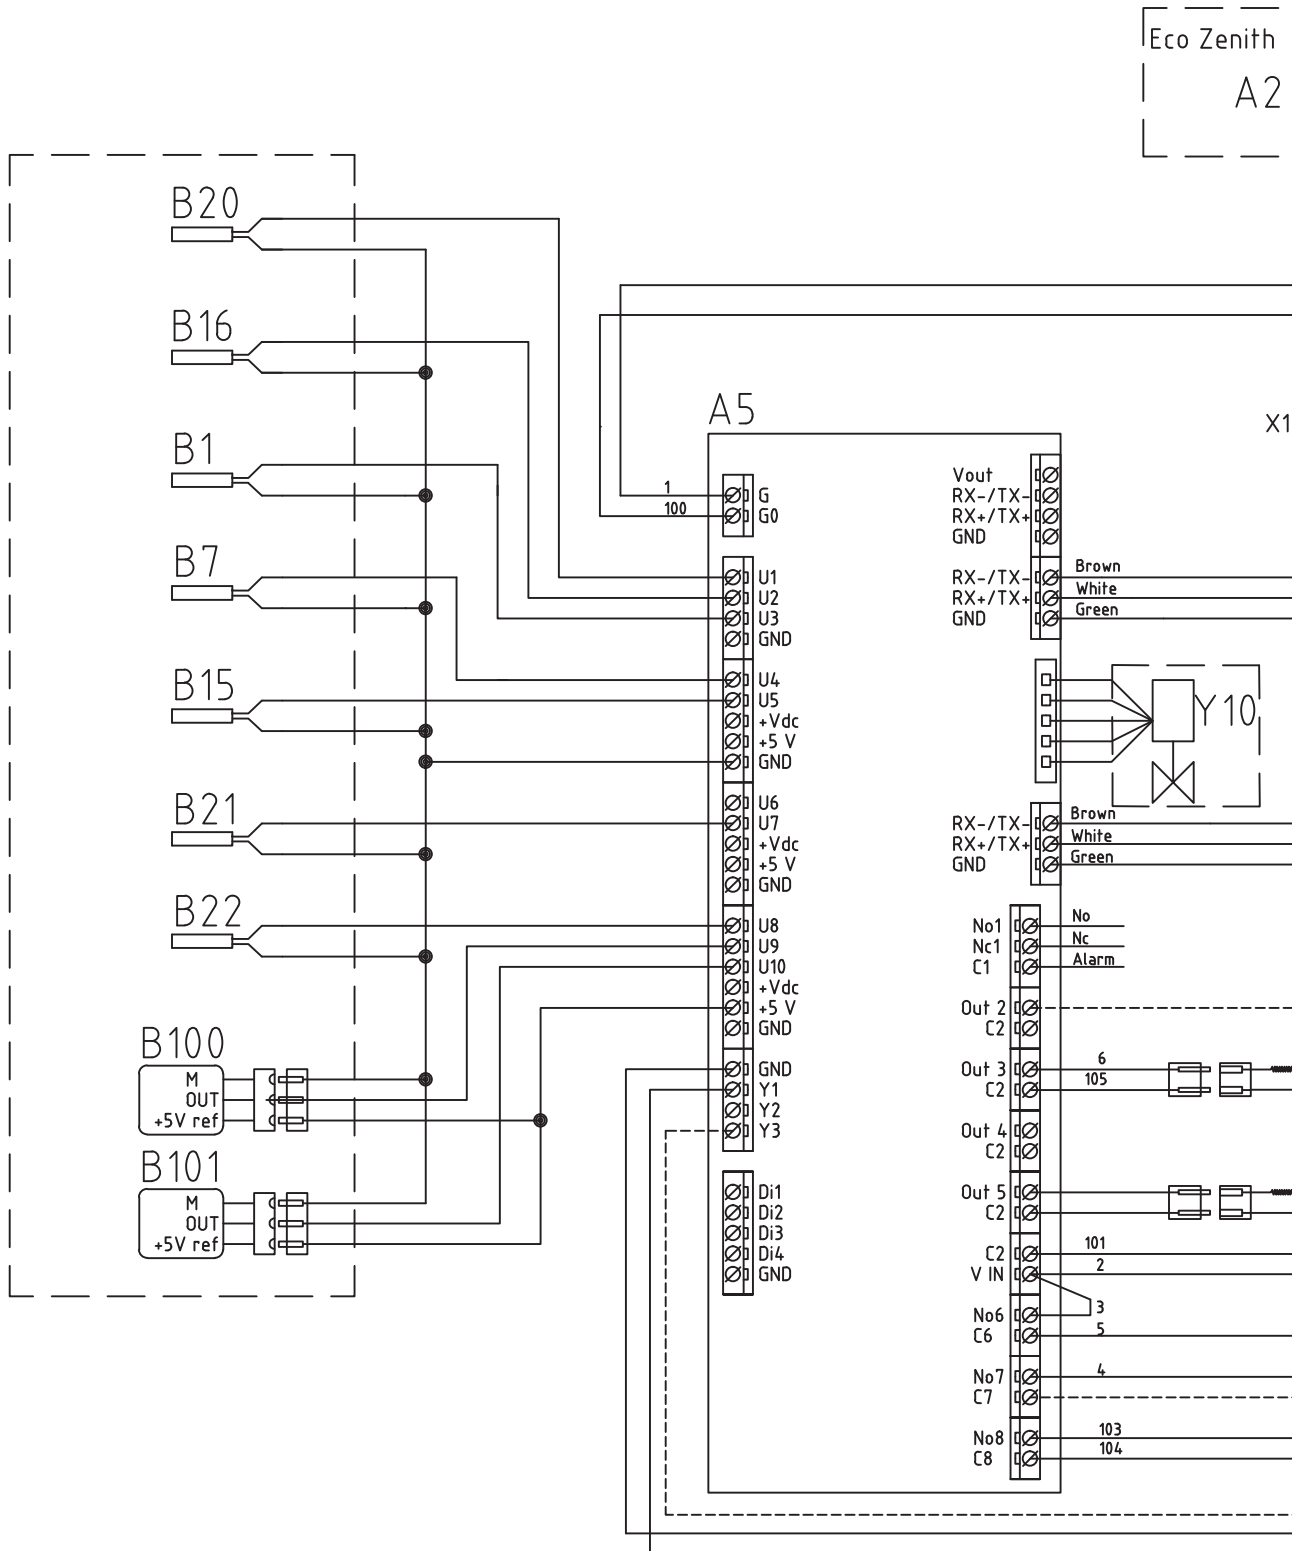 Eco Zenith
A2
B20
B16
B1
B7
B15
B21
B22
B100
M
OUT
+5V ref
B101
M
OUT
+5V ref
A5
X1
1
100
G
G0
U1
U2
U3
GND
U4
U5
+Vdc
+5 V
GND
U6
U7
+Vdc
+5 V
GND
U8
U9
U10
+Vdc
+5 V
GND
GND
Y1
Y2
Y3
Di1
Di2
Di3
Di4
GND
Vout
RX-/TX-
RX+/TX+
GND
RX-/TX- Brown
RX+/TX+ White
GND Green
Y10
RX-/TX- Brown
RX+/TX+ White
GND Green
No1 No
Nc1 Nc
C1 Alarm
Out 2
C2
Out 3 6
C2 105
Out 4
C2
Out 5
C2
C2 101
V IN 2
No6 3
C6 5
No7 4
C7
No8 103
C8 104